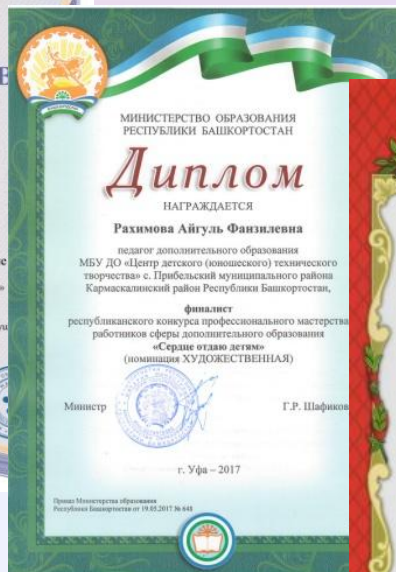 МИНИСТЕРСТВО ОБРАЗОВАНИЯ
РЕСПУБЛИКИ БАШКОРТОСТАН
Диплом
НАГРАЖДАЕТСЯ
Рахимова Айгуль Фанзилевна
педагог дополнительного образования
МБУ ДО «Центр детского (юношеского) технического
творчества» с. Прибельский муниципального района
Кармаскалинский район Республики Башкортостан,
финалист
республиканского конкурса профессионального мастерства
работников сферы дополнительного образования
«Сердце отдаю детям»
(номинация ХУДОЖЕСТВЕННАЯ)
Министр Г.Р. Шафиков
г. Уфа – 2017
Приказ Министерства образования
Республики Башкортостан от 19.05.2017 № 648